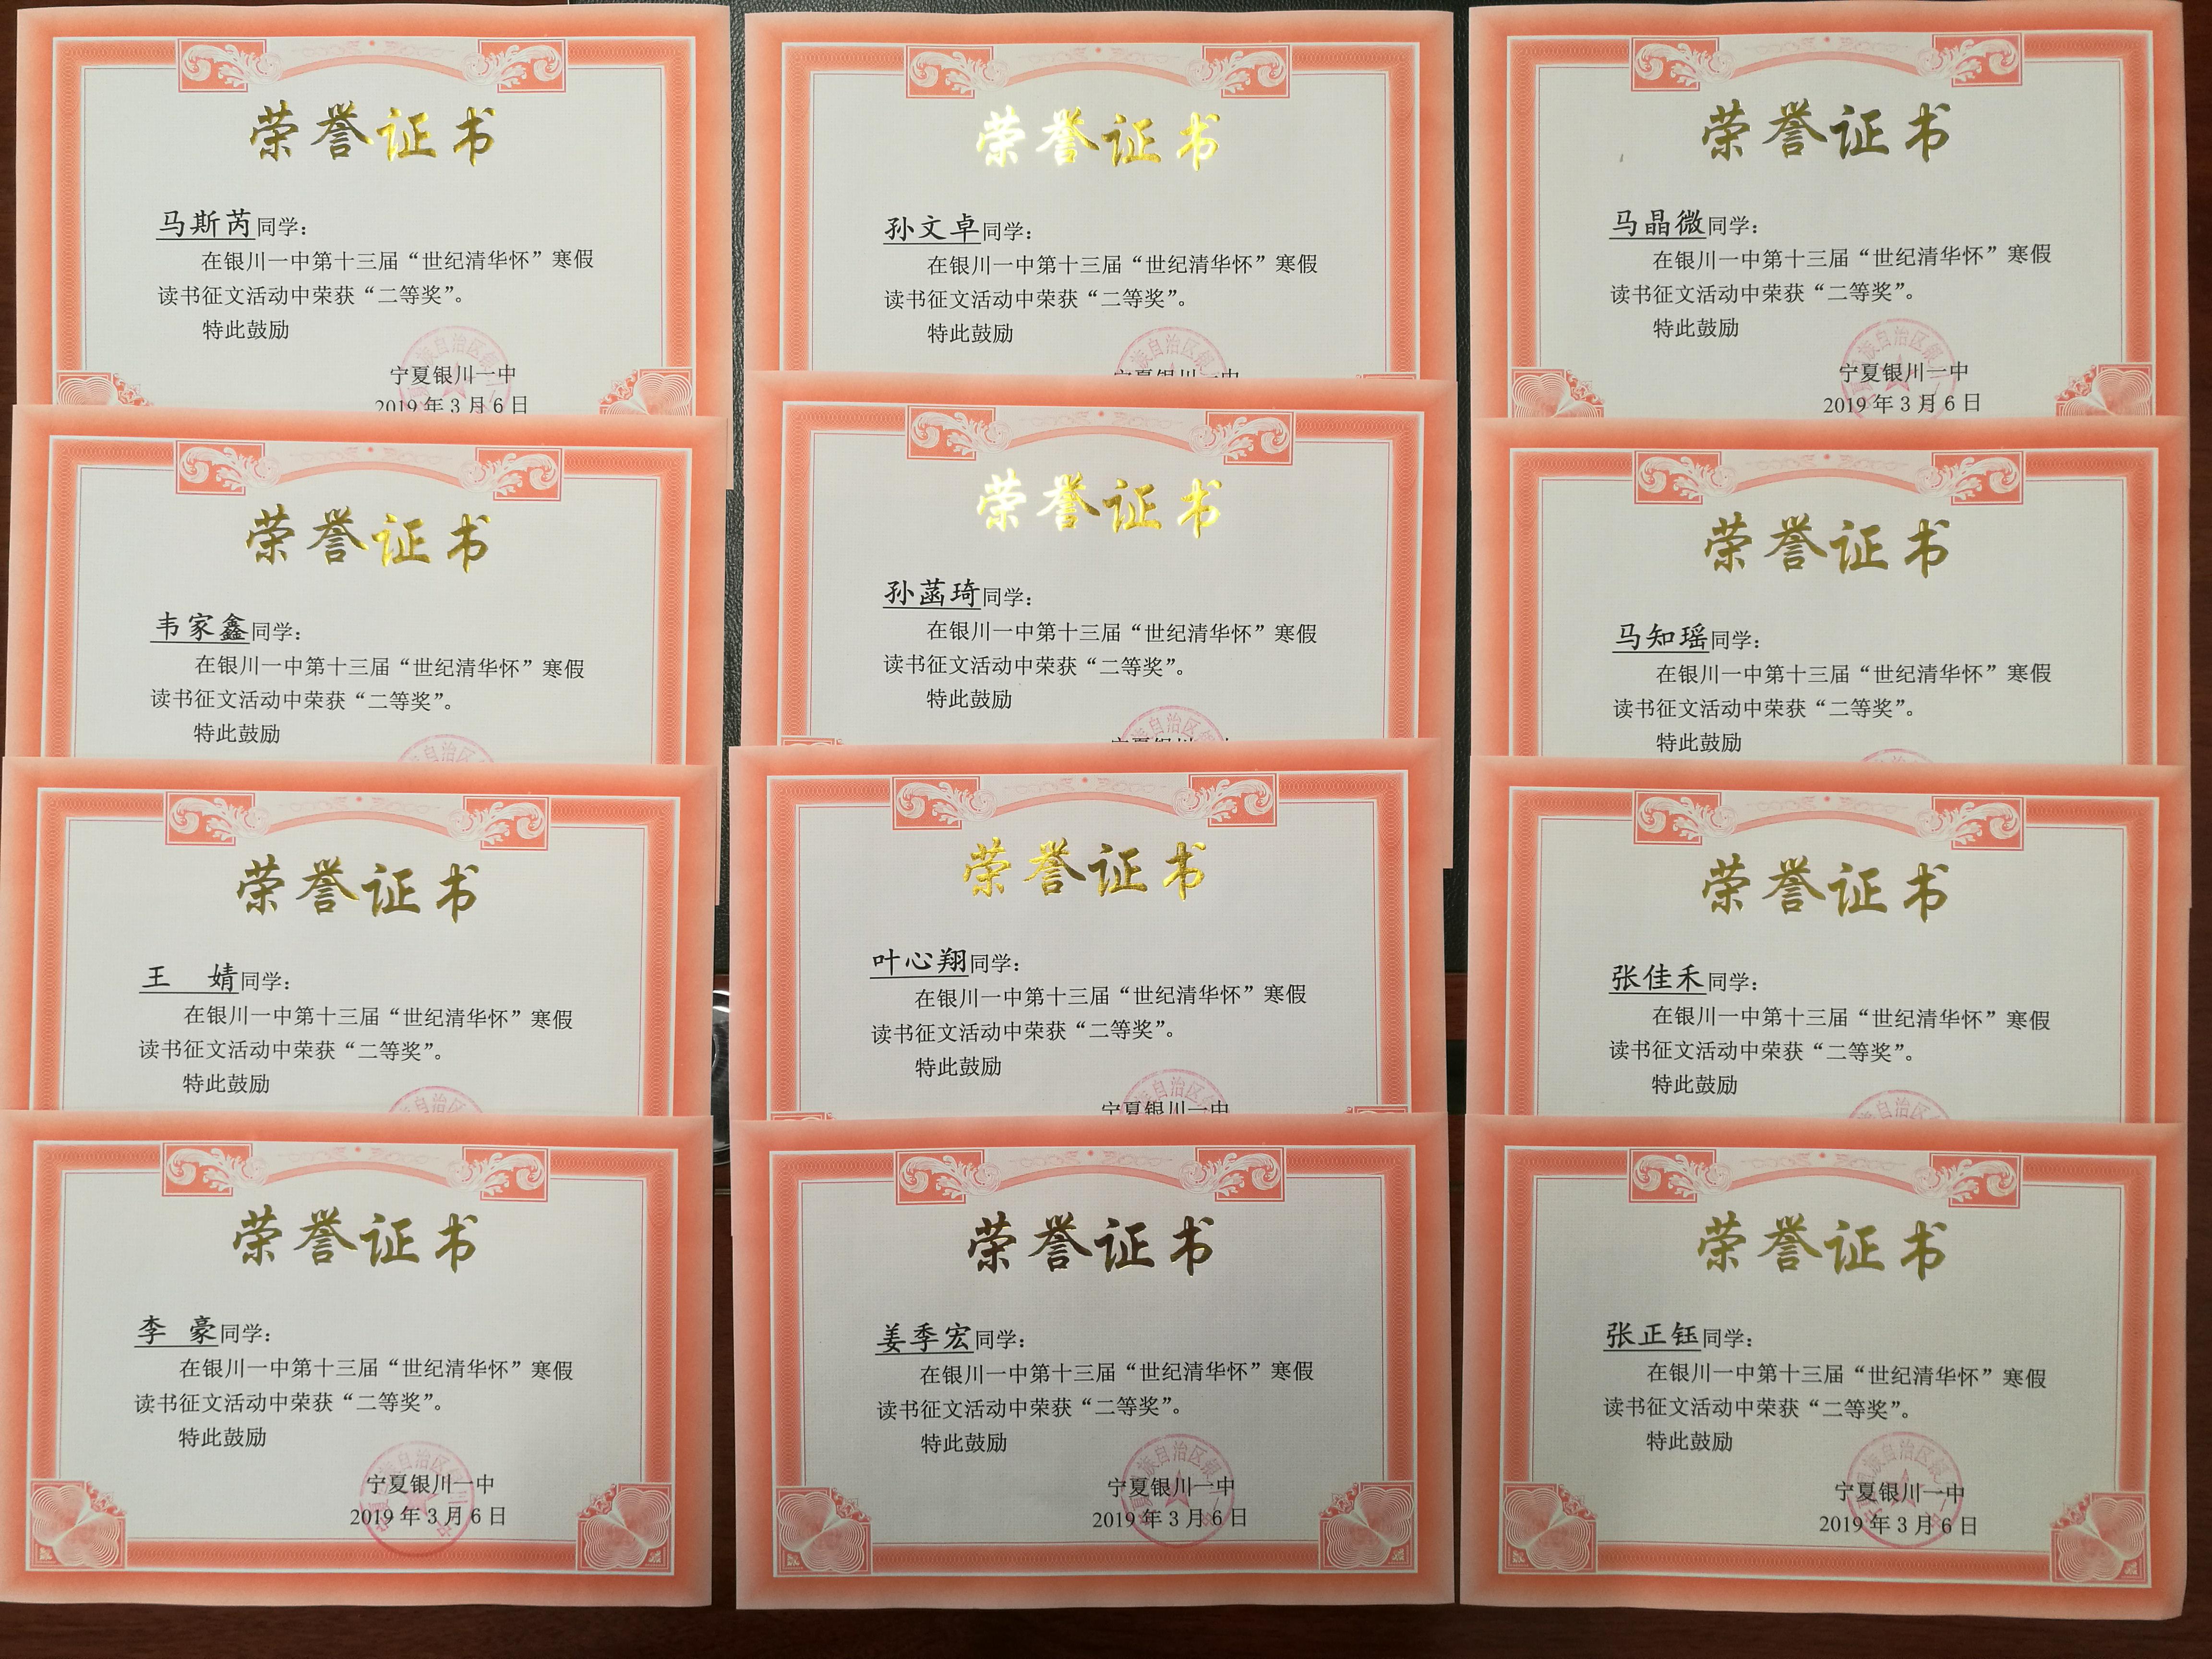 荣誉证书
马斯芮同学：
在银川一中第十三届“世纪清华怀”寒假
读书征文活动中荣获“二等奖”。
特此鼓励
宁夏银川一中
2019年3月6日
荣誉证书
孙文卓同学：
在银川一中第十三届“世纪清华怀”寒假
读书征文活动中荣获“二等奖”。
特此鼓励
宁夏银川一中
荣誉证书
马晶微同学：
在银川一中第十三届“世纪清华怀”寒假
读书征文活动中荣获“二等奖”。
特此鼓励
宁夏银川一中
2019年3月6日
荣誉证书
韦家鑫同学：
在银川一中第十三届“世纪清华怀”寒假
读书征文活动中荣获“二等奖”。
特此鼓励
荣誉证书
孙菡琦同学：
在银川一中第十三届“世纪清华怀”寒假
读书征文活动中荣获“二等奖”。
特此鼓励
荣誉证书
马知瑶同学：
在银川一中第十三届“世纪清华怀”寒假
读书征文活动中荣获“二等奖”。
特此鼓励
荣誉证书
王 婧同学：
在银川一中第十三届“世纪清华怀”寒假
读书征文活动中荣获“二等奖”。
特此鼓励
荣誉证书
叶心翔同学：
在银川一中第十三届“世纪清华怀”寒假
读书征文活动中荣获“二等奖”。
特此鼓励
宁夏银川一中
荣誉证书
张佳禾同学：
在银川一中第十三届“世纪清华怀”寒假
读书征文活动中荣获“二等奖”。
特此鼓励
荣誉证书
李 豪同学：
在银川一中第十三届“世纪清华怀”寒假
读书征文活动中荣获“二等奖”。
特此鼓励
宁夏银川一中
2019年3月6日
荣誉证书
姜季宏同学：
在银川一中第十三届“世纪清华怀”寒假
读书征文活动中荣获“二等奖”。
特此鼓励
宁夏银川一中
2019年3月6日
荣誉证书
张正钰同学：
在银川一中第十三届“世纪清华怀”寒假
读书征文活动中荣获“二等奖”。
特此鼓励
宁夏银川一中
2019年3月6日